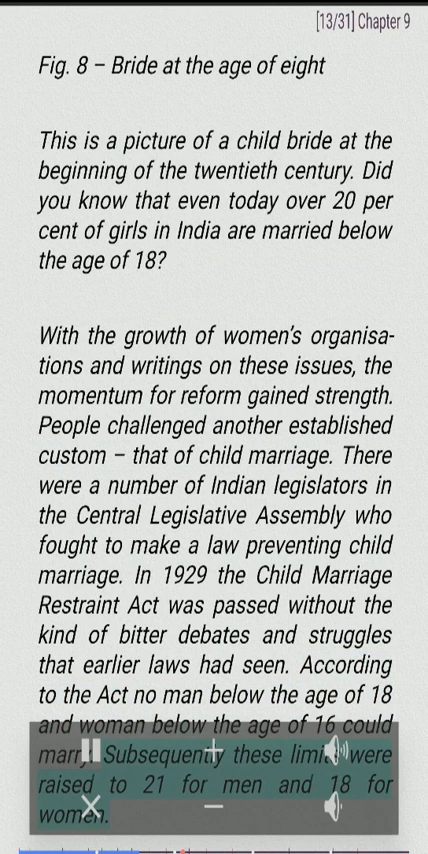 [13/31] Chapter 9
Fig. 8 – Bride at the age of eight
This is a picture of a child bride at the
beginning of the twentieth century. Did
you know that even today over 20 per
cent of girls in India are married below
the age of 18?
With the growth of women's organisa-
tions and writings on these issues, the
momentum for reform gained strength.
People challenged another established
custom – that of child marriage. There
were a number of Indian legislators in
the Central Legislative Assembly who
fought to make a law preventing child
marriage. In 1929 the Child Marriage
Restraint Act was passed without the
kind of bitter debates and struggles
that earlier laws had seen. According
to the Act no man below the age of 18
and woman below the age of 16 could
marry. Subsequently these limits were
raised to 21 for men and 18 for
women.